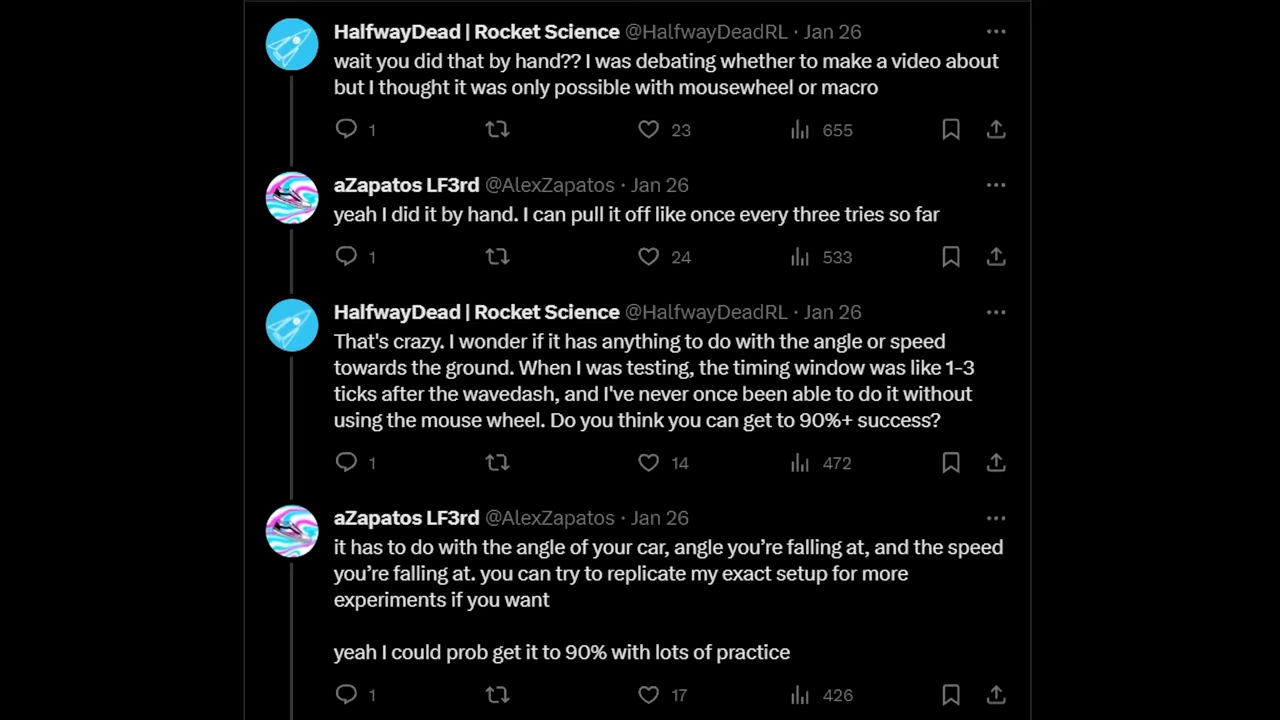 HalfwayDead | Rocket Science @HalfwayDeadRL · Jan 26
wait you did that by hand?? I was debating whether to make a video about
but I thought it was only possible with mousewheel or macro
1 23 655
aZapatos LF3rd @AlexZapatos · Jan 26
yeah I did it by hand. I can pull it off like once every three tries so far
1 24 533
HalfwayDead | Rocket Science @HalfwayDeadRL · Jan 26
That's crazy. I wonder if it has anything to do with the angle or speed
towards the ground. When I was testing, the timing window was like 1-3
ticks after the wavedash, and I've never once been able to do it without
using the mouse wheel. Do you think you can get to 90%+ success?
1 14 472
aZapatos LF3rd @AlexZapatos · Jan 26
it has to do with the angle of your car, angle you’re falling at, and the speed
you’re falling at. you can try to replicate my exact setup for more
experiments if you want
yeah I could prob get it to 90% with lots of practice
1 17 426